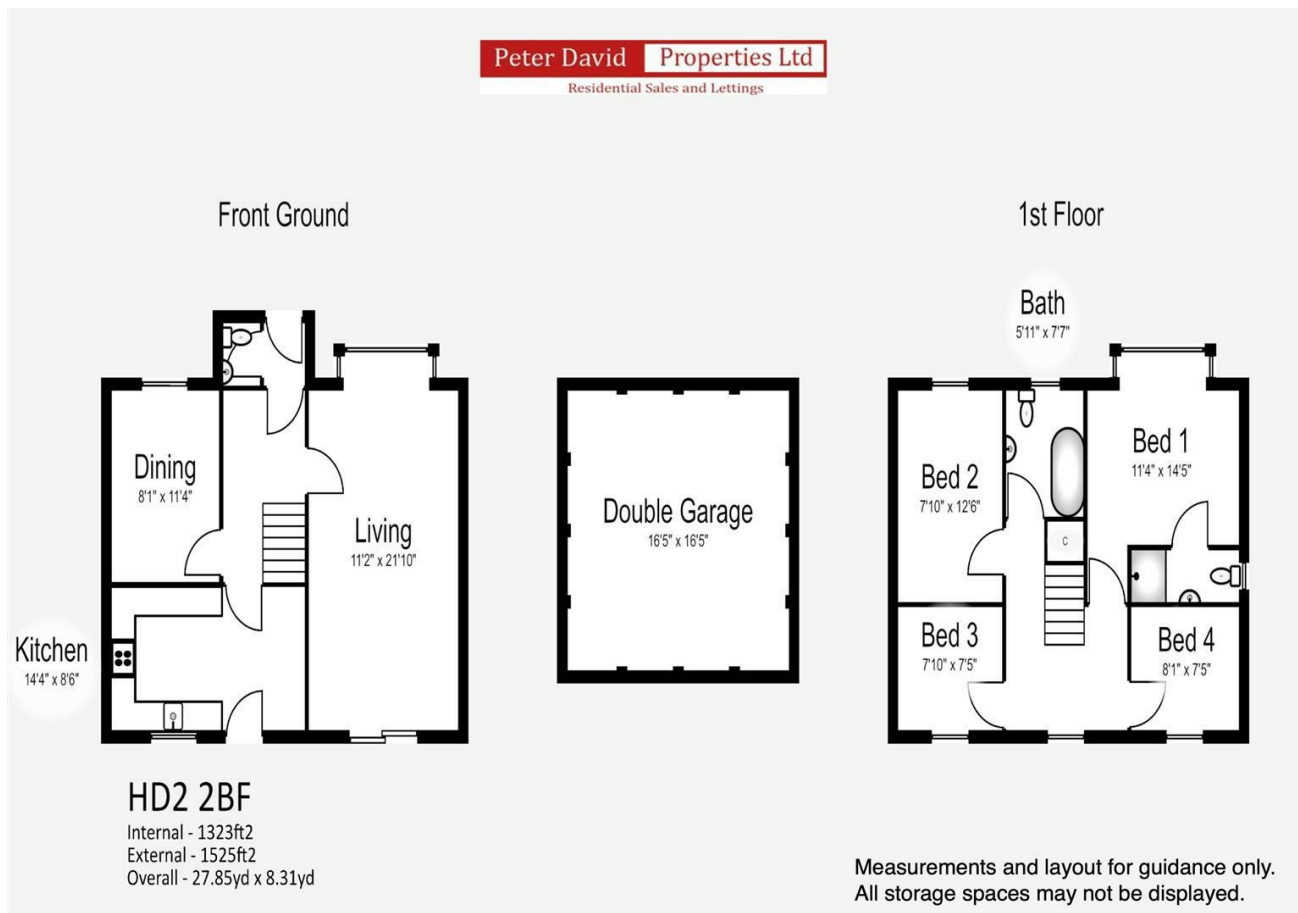 Peter David Properties Ltd
Residential Sales and Lettings
Front Ground
1st Floor
Bath
5'11" x 7'7"
Dining
8'1" x 11'4"
Living
11'2" x 21'10"
Kitchen
14'4" x 8'6"
Double Garage
16'5" x 16'5"
Bed 1
11'4" x 14'5"
Bed 2
7'10" x 12'6"
C
Bed 3
7'10" x 7'5"
Bed 4
8'1" x 7'5"
HD2 2BF
Internal - 1323ft2
External - 1525ft2
Overall - 27.85yd x 8.31yd
Measurements and layout for guidance only.
All storage spaces may not be displayed.